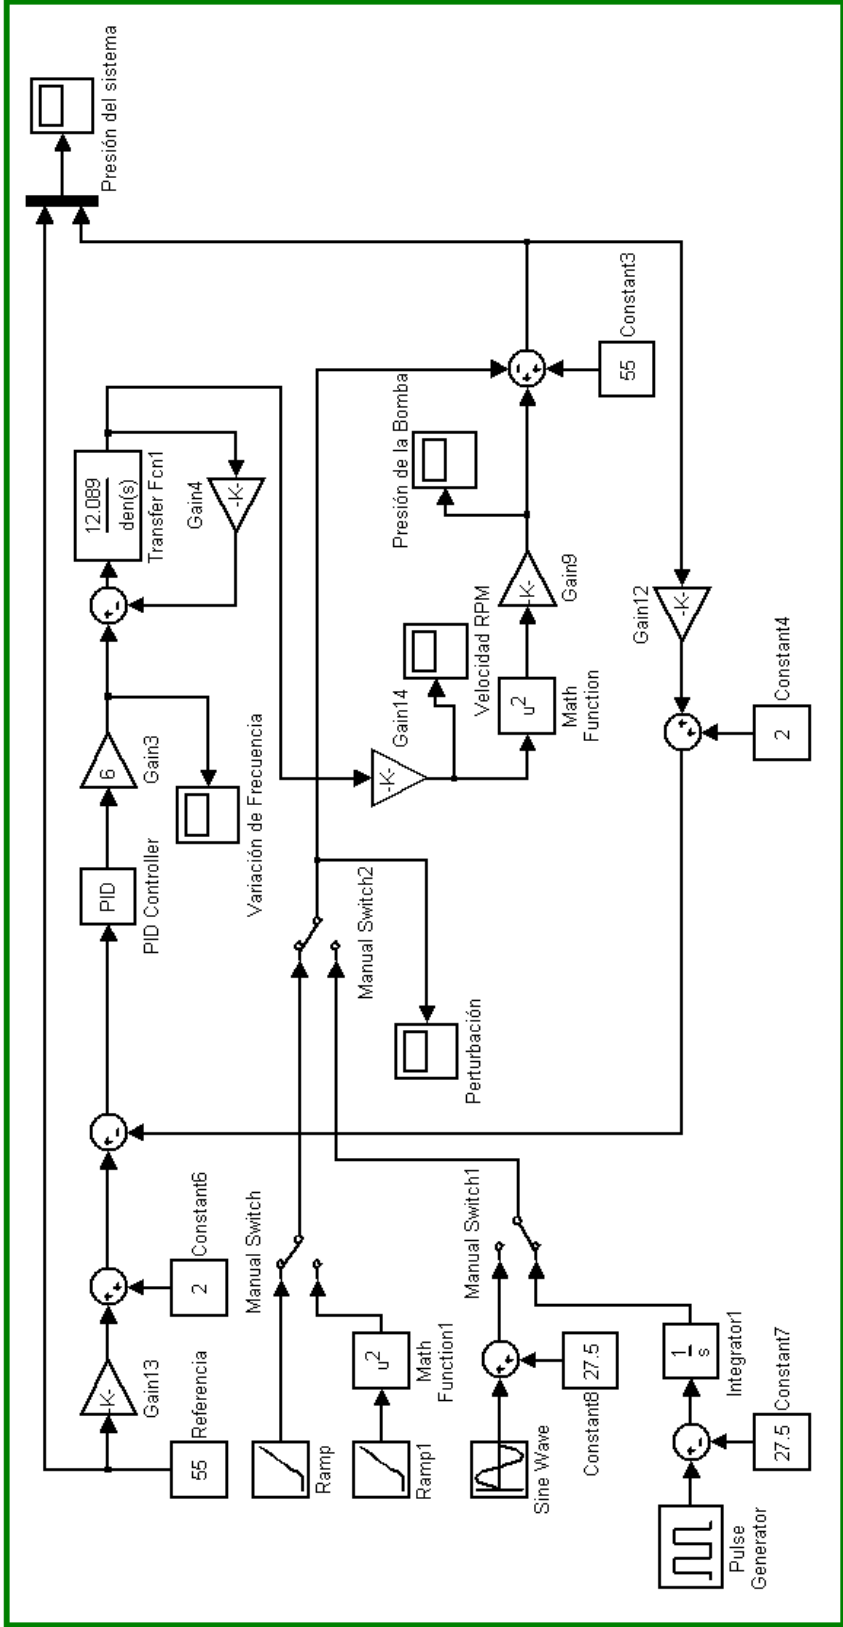 Presión del sistema
55
Referencia
-K-
Gain13
2
Constant6
PID
PID Controller
6
Gain3
Variación de Frecuencia
12.089
den(s)
Transfer Fcn1
-K-
Gain4
Ramp
Manual Switch
Ramp1
u2
Math
Function1
Manual Switch2
Perturbación
-K-
Gain14
Velocidad RPM
u2
Math
Function
-K-
Gain9
Presión de la Bomba
55
Constant3
Sine Wave
27.5
Constant8
Manual Switch1
Pulse
Generator
27.5
Constant7
1
s
Integrator1
2
Constant4
-K-
Gain12